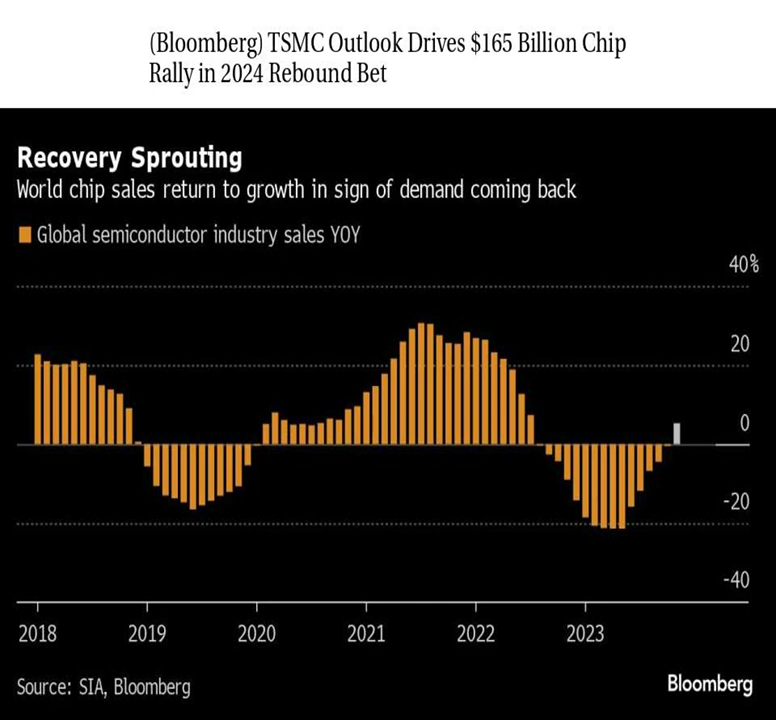 (Bloomberg) TSMC Outlook Drives $165 Billion Chip
Rally in 2024 Rebound Bet
Recovery Sprouting
World chip sales return to growth in sign of demand coming back
Global semiconductor industry sales YOY
40%
20
0
-20
-40
2018 2019 2020 2021 2022 2023
Source: SIA, Bloomberg
Bloomberg